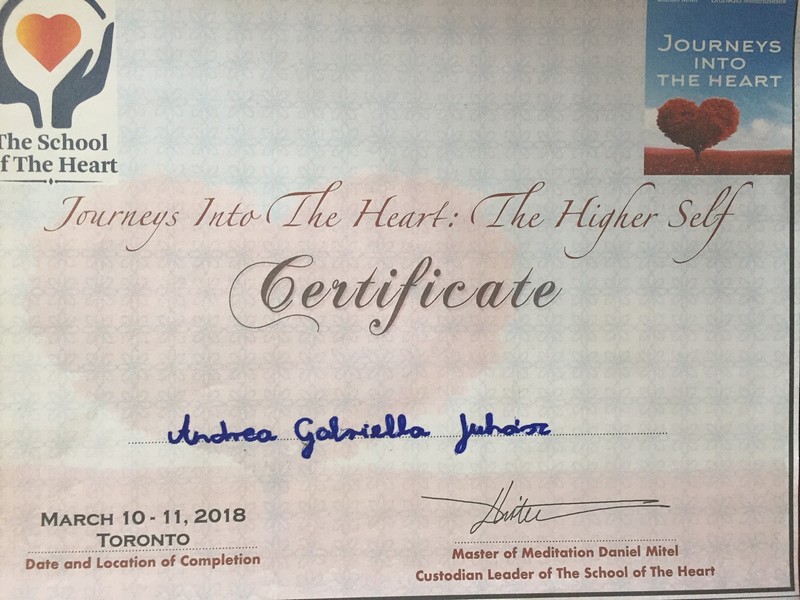 The School
of The Heart
JOURNEYS
INTO
THE HEART
Journeys Into The Heart: The Higher Self
Certificate
Andrea Gabriella Juhász
MARCH 10 - 11, 2018
TORONTO
Date and Location of Completion
Master of Meditation Daniel Mitel
Custodian Leader of The School of The Heart